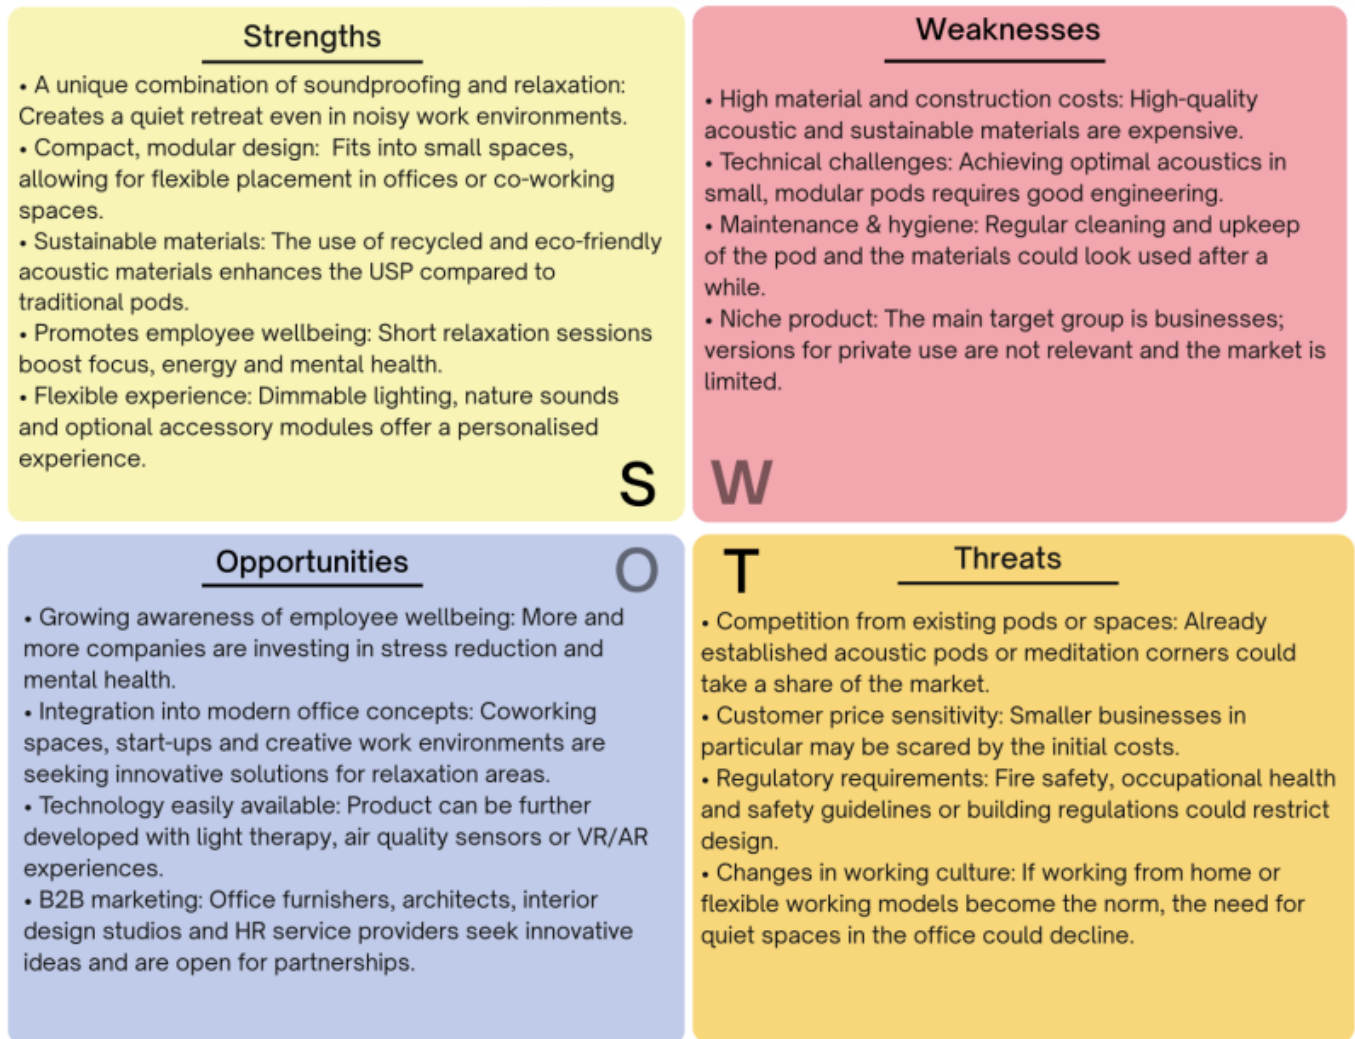 Strengths
• A unique combination of soundproofing and relaxation:
Creates a quiet retreat even in noisy work environments.
• Compact, modular design:  Fits into small spaces,
allowing for flexible placement in offices or co-working
spaces.
• Sustainable materials: The use of recycled and eco-friendly
acoustic materials enhances the USP compared to
traditional pods.
• Promotes employee wellbeing: Short relaxation sessions
boost focus, energy and mental health.
• Flexible experience: Dimmable lighting, nature sounds
and optional accessory modules offer a personalised
experience.
S
Weaknesses
• High material and construction costs: High-quality
acoustic and sustainable materials are expensive.
• Technical challenges: Achieving optimal acoustics in
small, modular pods requires good engineering.
• Maintenance & hygiene: Regular cleaning and upkeep
of the pod and the materials could look used after a
while.
• Niche product: The main target group is businesses;
versions for private use are not relevant and the market is
limited.
W
Opportunities
O
• Growing awareness of employee wellbeing: More and
more companies are investing in stress reduction and
mental health.
• Integration into modern office concepts: Coworking
spaces, start-ups and creative work environments are
seeking innovative solutions for relaxation areas.
• Technology easily available: Product can be further
developed with light therapy, air quality sensors or VR/AR
experiences.
• B2B marketing: Office furnishers, architects, interior
design studios and HR service providers seek innovative
ideas and are open for partnerships.
T
Threats
• Competition from existing pods or spaces: Already
established acoustic pods or meditation corners could
take a share of the market.
• Customer price sensitivity: Smaller businesses in
particular may be scared by the initial costs.
• Regulatory requirements: Fire safety, occupational health
and safety guidelines or building regulations could restrict
design.
• Changes in working culture: If working from home or
flexible working models become the norm, the need for
quiet spaces in the office could decline.